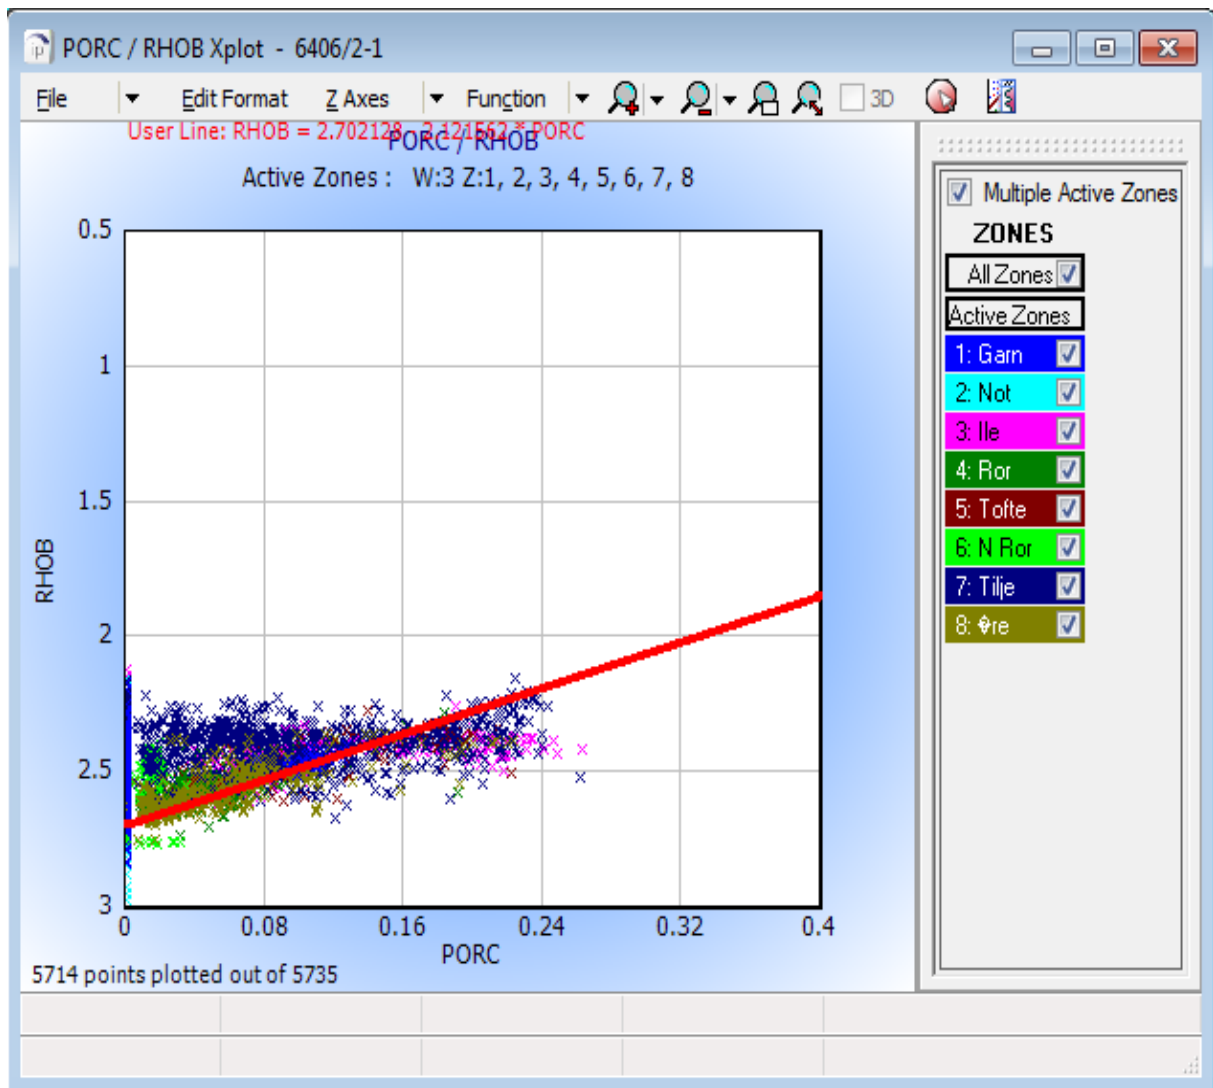 PORC / RHOB Xplot - 6406/2-1
File Edit Format Z Axes Function 3D
User Line: RHOB = 2.702128 - 2.121552 * PORC
PORC / RHOB
Active Zones : W:3 Z:1, 2, 3, 4, 5, 6, 7, 8
0.5
1
1.5
2
2.5
3
RHOB
0 0.08 0.16 0.24 0.32 0.4
PORC
5714 points plotted out of 5735
Multiple Active Zones
ZONES
All Zones
Active Zones
1: Garn
2: Not
3: Ile
4: Ror
5: Tofte
6: N Ror
7: Tilje
8: �re